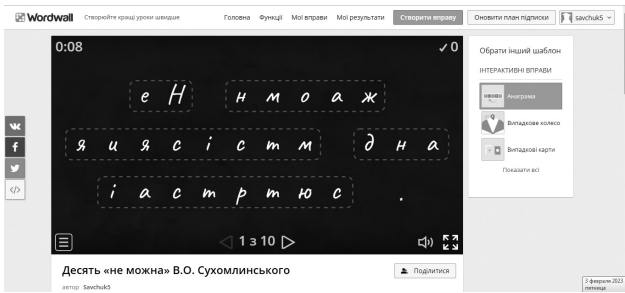 Wordwall Створюйте кращі уроки швидше Головна Функції Мої вправи Мої результати Створити вправу Оновити план підписки savchuk5
0:08 ✓0
е Н н м о а ж
я и я с і с т м д н а
і а с т р т ю с .
1 з 10
Обрати інший шаблон
ІНТЕРАКТИВНІ ВПРАВИ
Анаграма
Випадкове колесо
Випадкові карти
Показати всі
Десять «не можна» В.О. Сухомлинського
Поділитися
автор Savchuk5
3 февраля 2023
пятница